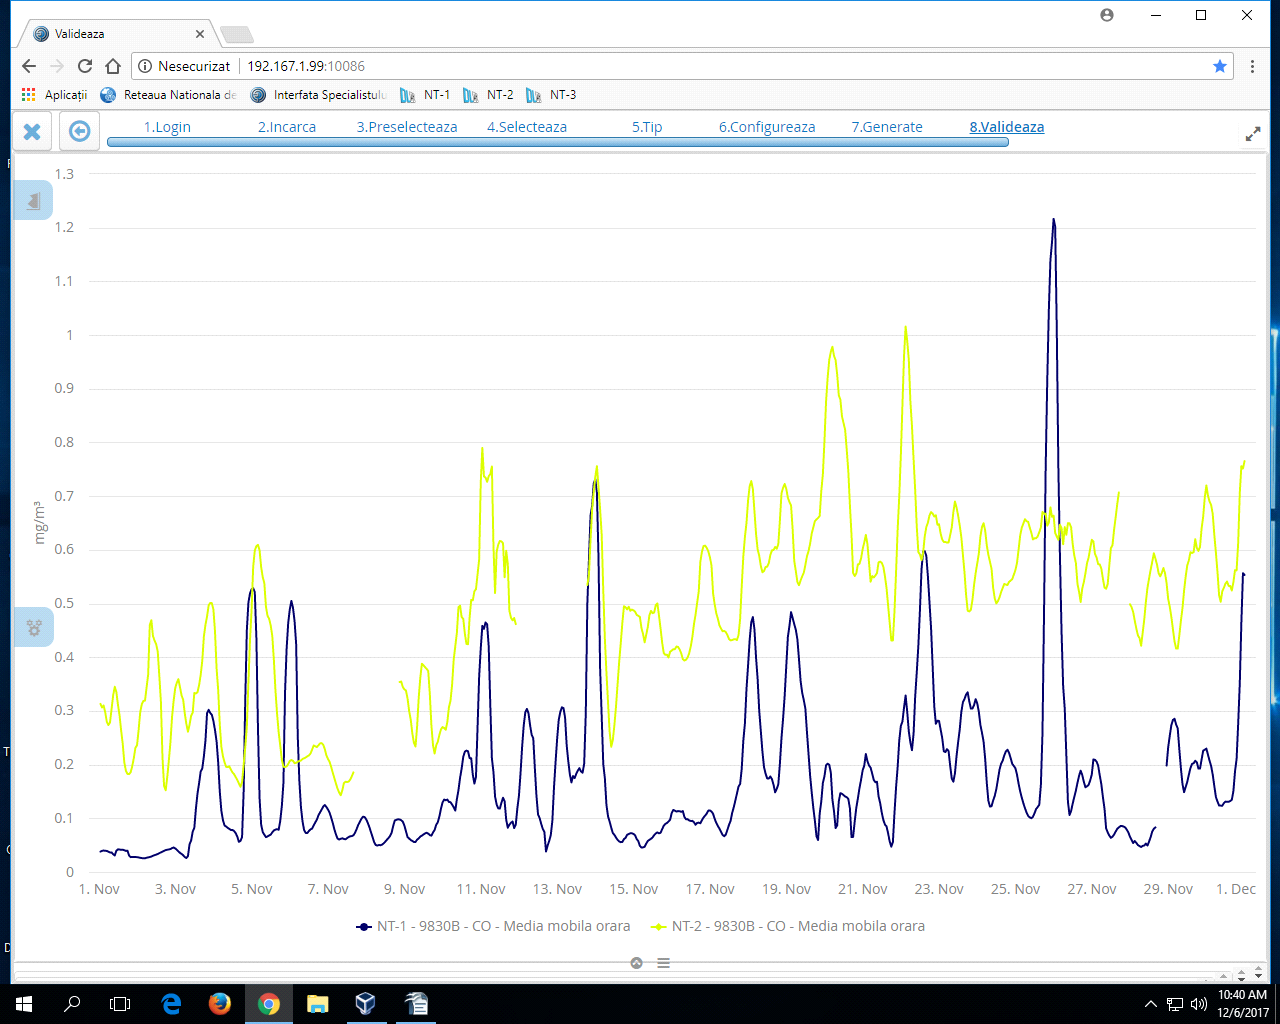 Valideaza
Nesecurizat 192.167.1.99:10086
Aplicații Reteaua Nationala de Interfata Specialistulu NT-1 NT-2 NT-3
1.Login 2.Incarca 3.Preselecteaza 4.Selecteaza 5.Tip 6.Configureaza 7.Generate 8.Valideaza
1.3
1.2
1.1
1
0.9
0.8
0.7
0.6
0.5
0.4
0.3
0.2
0.1
0
mg/m³
1. Nov 3. Nov 5. Nov 7. Nov 9. Nov 11. Nov 13. Nov 15. Nov 17. Nov 19. Nov 21. Nov 23. Nov 25. Nov 27. Nov 29. Nov 1. Dec
NT-1 - 9830B - CO - Media mobila orara NT-2 - 9830B - CO - Media mobila orara
10:40 AM
12/6/2017